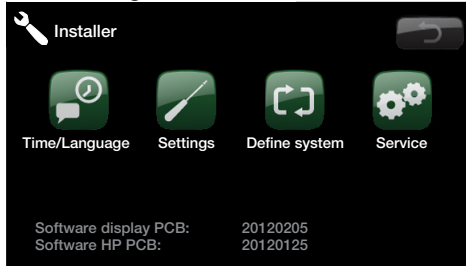 Installer
Time/Language Settings Define system Service
Software display PCB: 20120205
Software HP PCB: 20120125